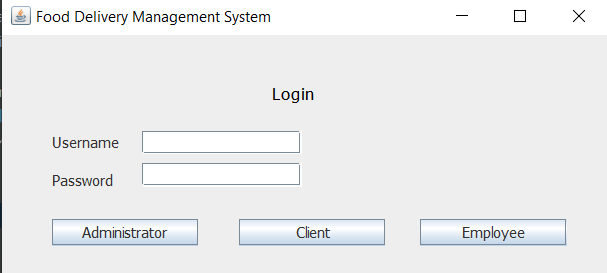 Food Delivery Management System
Login
Username
Password
Administrator Client Employee